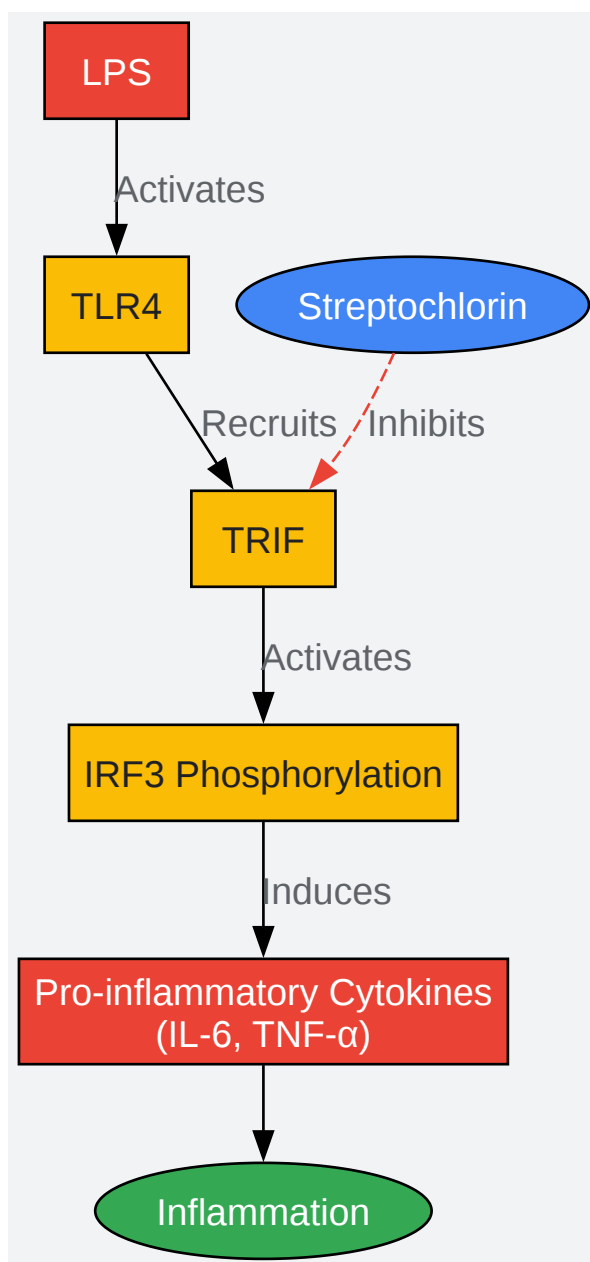 LPS
Activates
TLR4
Streptochlorin
Recruits
Inhibits
TRIF
Activates
IRF3 Phosphorylation
Induces
Pro-inflammatory Cytokines
(IL-6, TNF-α)
Inflammation